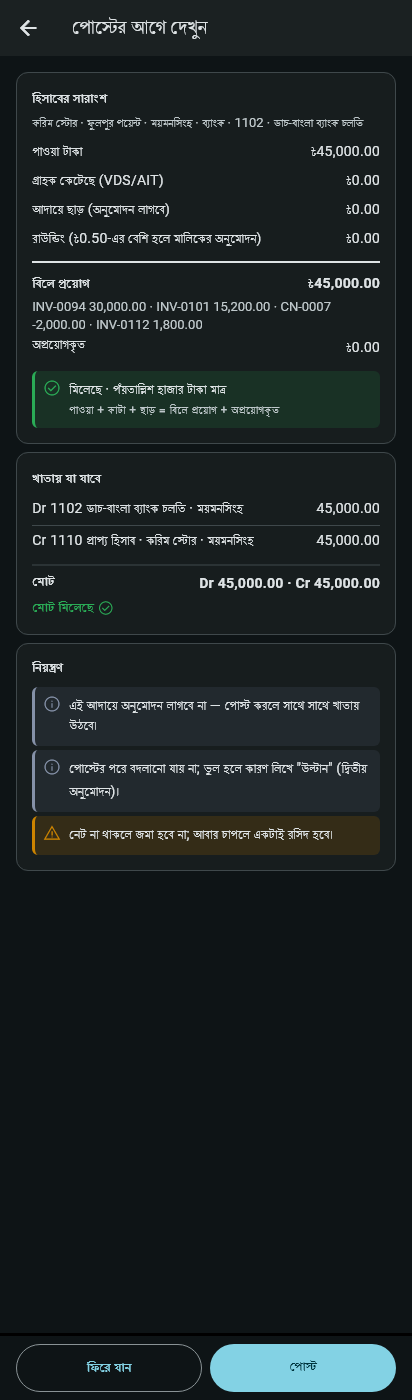 পোস্টের আগে দেখুন
হিসাবের সারাংশ
করিম স্টোর · ফুলপুর পয়েন্ট · ময়মনসিংহ · ব্যাংক · 1102 · ডাচ-বাংলা ব্যাংক চলতি
পাওয়া টাকা ৳45,000.00
গ্রাহক কেটেছে (VDS/AIT) ৳0.00
আদায়ে ছাড় (অনুমোদন লাগবে) ৳0.00
রাউন্ডিং (৳0.50-এর বেশি হলে মালিকের অনুমোদন) ৳0.00
বিলে প্রয়োগ ৳45,000.00
INV-0094 30,000.00 · INV-0101 15,200.00 · CN-0007
-2,000.00 · INV-0112 1,800.00
অপ্রয়োগকৃত ৳0.00
মিলেছে · পঁয়তাল্লিশ হাজার টাকা মাত্র
পাওয়া + কাটা + ছাড় = বিলে প্রয়োগ + অপ্রয়োগকৃত
খাতায় যা যাবে
Dr 1102 ডাচ-বাংলা ব্যাংক চলতি · ময়মনসিংহ 45,000.00
Cr 1110 প্রাপ্য হিসাব · করিম স্টোর · ময়মনসিংহ 45,000.00
মোট Dr 45,000.00 · Cr 45,000.00
মোট মিলেছে
নিয়ন্ত্রণ
এই আদায়ে অনুমোদন লাগবে না — পোস্ট করলে সাথে সাথে খাতায়
উঠবে।
পোস্টের পরে বদলানো যায় না; ভুল হলে কারণ লিখে "উল্টান" (দ্বিতীয়
অনুমোদন)।
নেট না থাকলে জমা হবে না; আবার চাপলে একটাই রসিদ হবে।
ফিরে যান
পোস্ট